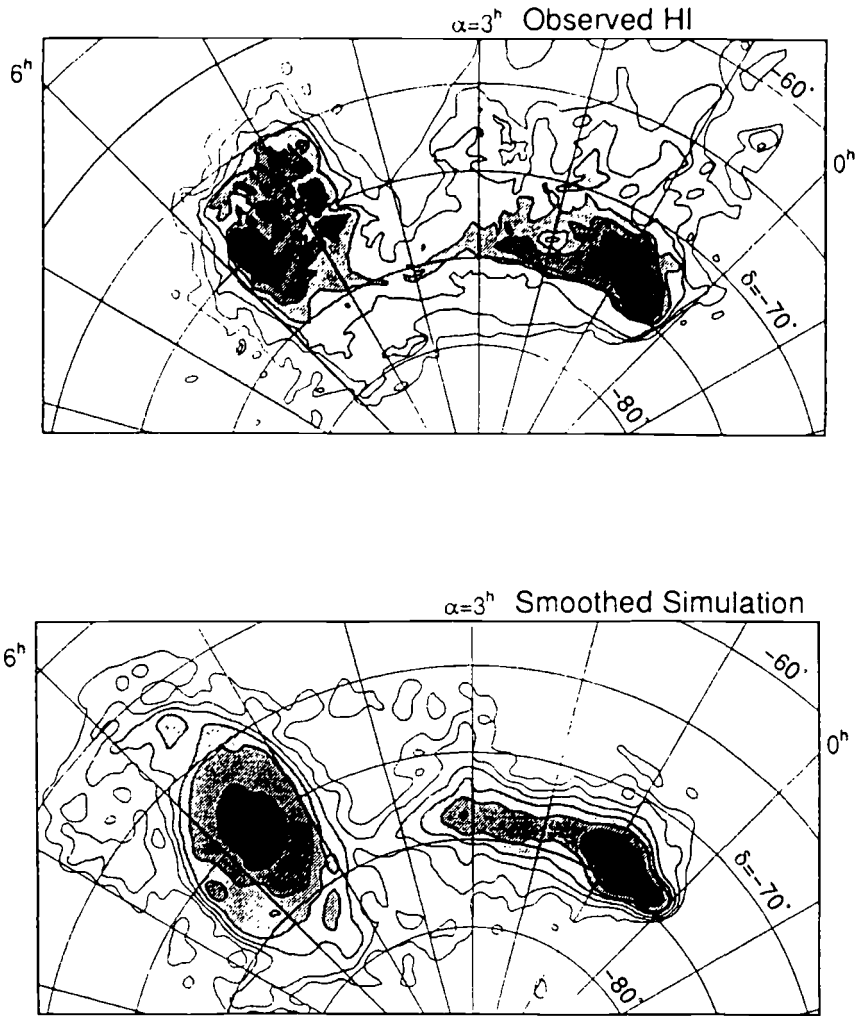 α=3ʰ Observed HI
6ʰ
-60°
0ʰ
δ=-70°
-80°
α=3ʰ Smoothed Simulation
6ʰ
-60°
0ʰ
δ=-70°
-80°